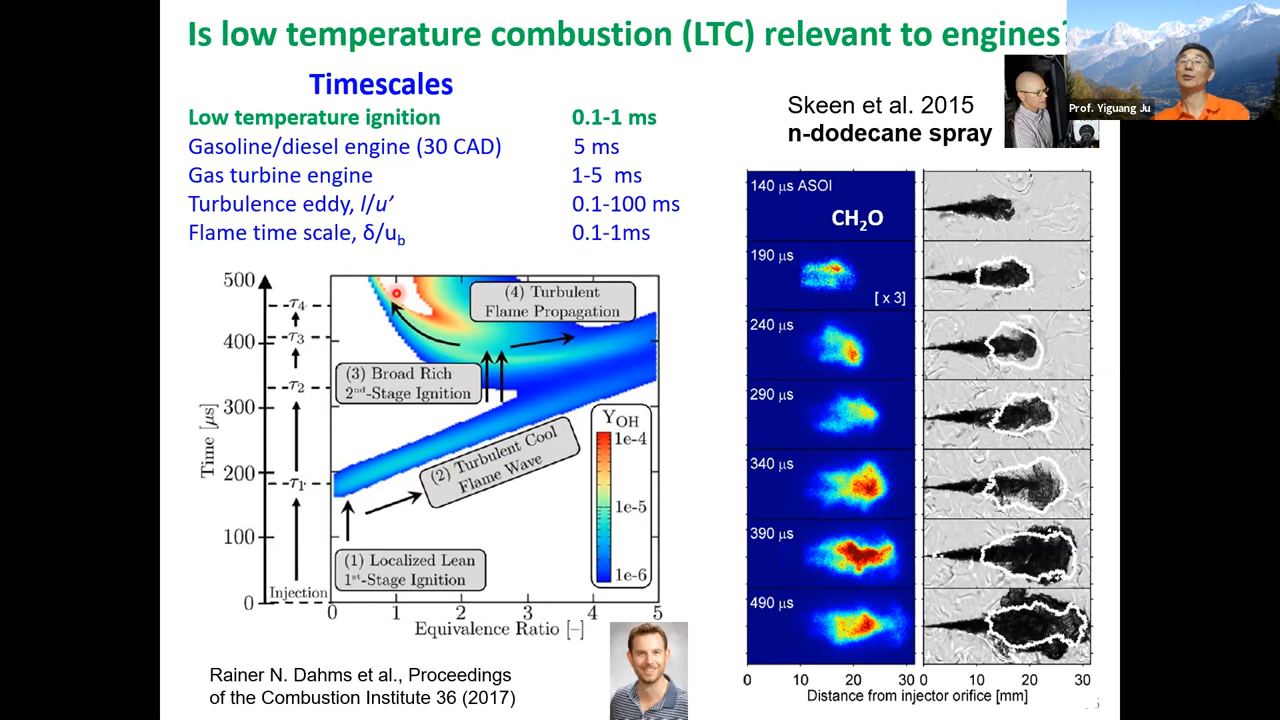 Is low temperature combustion (LTC) relevant to engines?
Prof. Yiguang Ju
Timescales
Low temperature ignition 0.1-1 ms
Gasoline/diesel engine (30 CAD) 5 ms
Gas turbine engine 1-5 ms
Turbulence eddy, l/u’ 0.1-100 ms
Flame time scale, δ/ub 0.1-1ms
Skeen et al. 2015
n-dodecane spray
500
400
300
200
100
0
Time [μs]
τ4
τ3
τ2
τ1
Injection
(4) Turbulent
Flame Propagation
(3) Broad Rich
2nd-Stage Ignition
(2) Turbulent Cool
Flame Wave
(1) Localized Lean
1st-Stage Ignition
YOH
1e-4
1e-5
1e-6
0 1 2 3 4 5
Equivalence Ratio [–]
Rainer N. Dahms et al., Proceedings
of the Combustion Institute 36 (2017)
140 µs ASOI
CH2O
190 µs
[ x 3]
240 µs
290 µs
340 µs
390 µs
490 µs
0 10 20 30 0 10 20 30
Distance from injector orifice [mm]